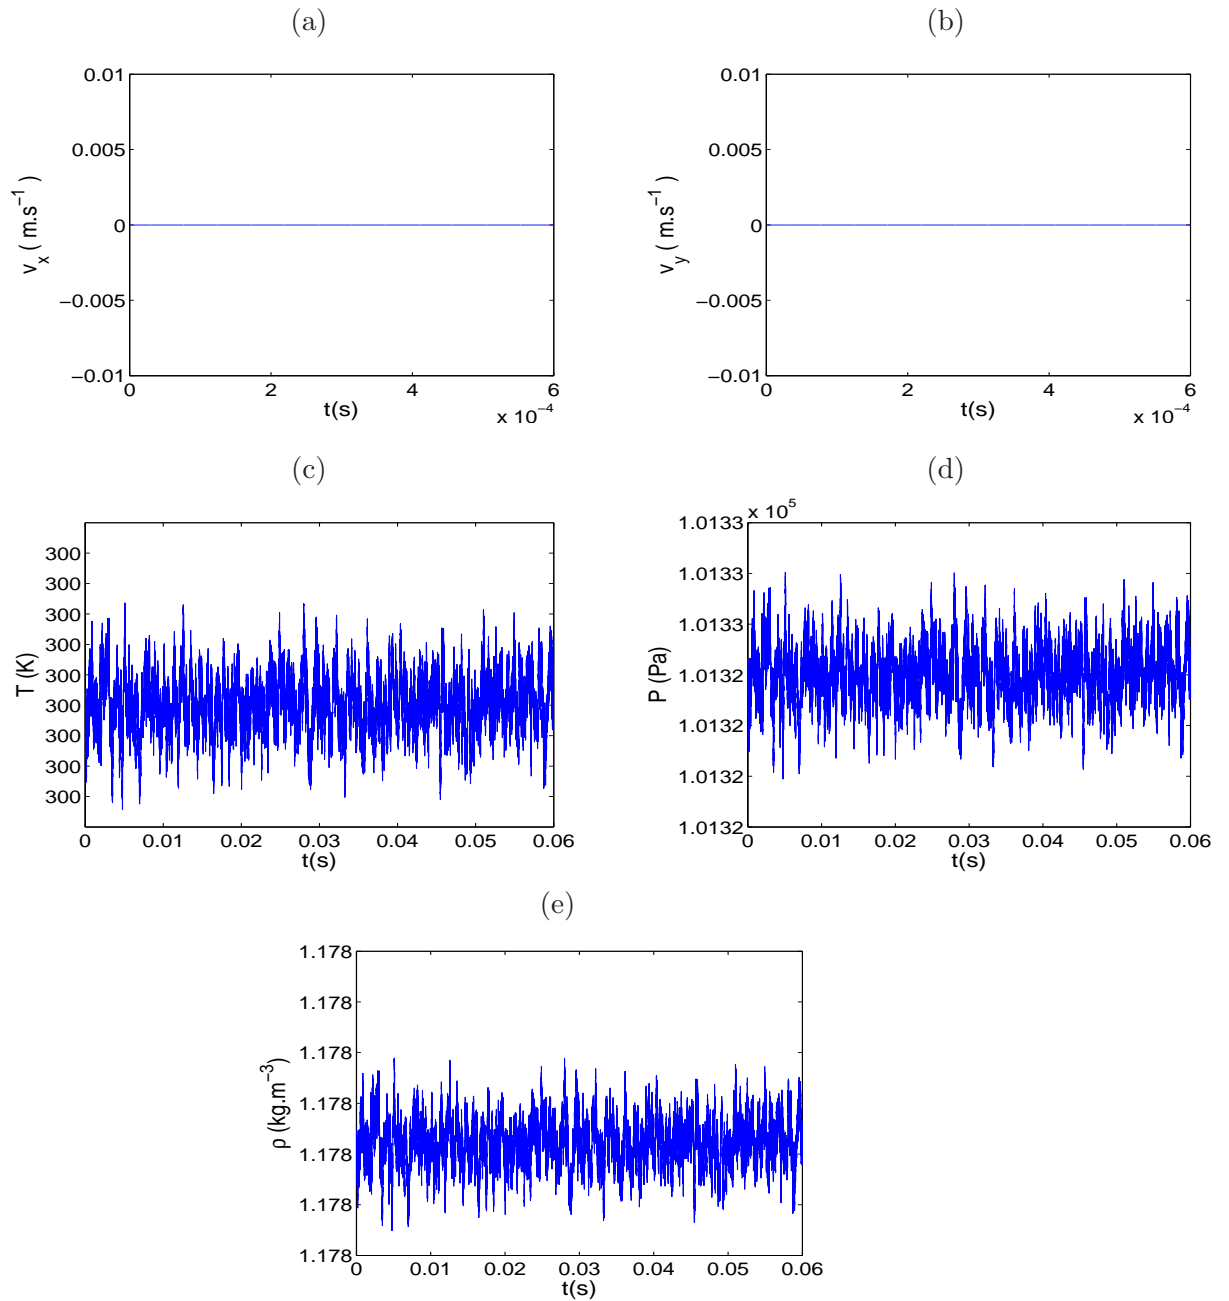 (a)
0.01
0.005
0
−0.005
−0.01
v_x ( m.s⁻¹ )
0 2 4 6
t(s)
x 10⁻⁴
(b)
0.01
0.005
0
−0.005
−0.01
v_y ( m.s⁻¹ )
0 2 4 6
t(s)
x 10⁻⁴
(c)
300
300
300
300
300
300
300
300
300
T (K)
0 0.01 0.02 0.03 0.04 0.05 0.06
t(s)
(d)
x 10⁵
1.0133
1.0133
1.0133
1.0132
1.0132
1.0132
1.0132
P (Pa)
0 0.01 0.02 0.03 0.04 0.05 0.06
t(s)
(e)
1.178
1.178
1.178
1.178
1.178
1.178
1.178
ρ (kg.m⁻³)
0 0.01 0.02 0.03 0.04 0.05 0.06
t(s)